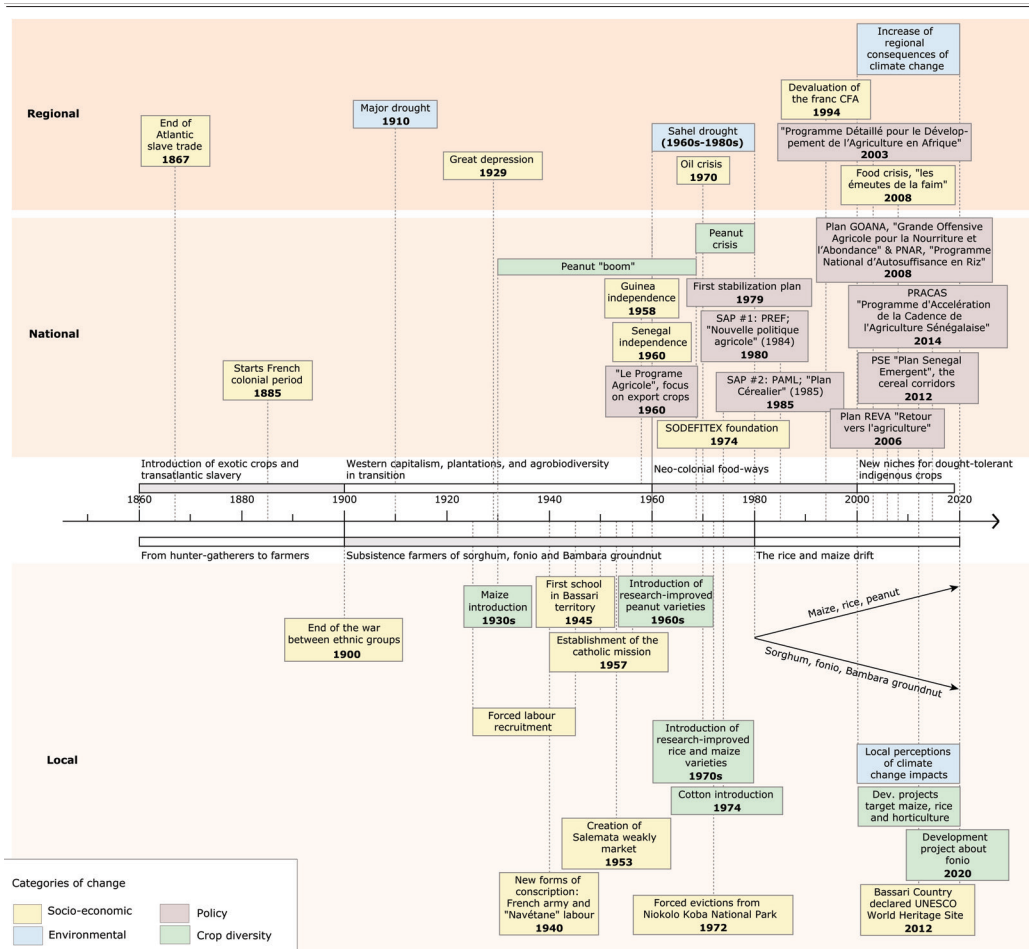 Regional
End of
Atlantic
slave trade
1867
Major drought
1910
Great depression
1929
Sahel drought
(1960s-1980s)
Oil crisis
1970
Increase of
regional
consequences of
climate change
Devaluation of
the franc CFA
1994
"Programme Détaillé pour le Dévelop-
pement de l'Agriculture en Afrique"
2003
Food crisis, "les
émeutes de la faim"
2008
National
Starts French
colonial period
1885
Peanut "boom"
Peanut
crisis
Guinea
independence
1958
Senegal
independence
1960
"Le Programe
Agricole", focus
on export crops
1960
First stabilization plan
1979
SAP #1: PREF;
"Nouvelle politique
agricole" (1984)
1980
SAP #2: PAML; "Plan
Cérealier" (1985)
1985
SODEFITEX foundation
1974
Plan GOANA, "Grande Offensive
Agricole pour la Nourriture et
l'Abondance" & PNAR, "Programme
National d'Autosuffisance en Riz"
2008
PRACAS
"Programme d'Accelération
de la Cadence de
l'Agriculture Sénégalaise"
2014
PSE "Plan Senegal
Emergent", the
cereal corridors
2012
Plan REVA "Retour
vers l'agriculture"
2006
Introduction of exotic crops and
transatlantic slavery
Western capitalism, plantations, and agrobiodiversity
in transition
Neo-colonial food-ways
New niches for dought-tolerant
indigenous crops
1860 1880 1900 1920 1940 1960 1980 2000 2020
From hunter-gatherers to farmers
Subsistence farmers of sorghum, fonio and Bambara groundnut
The rice and maize drift
Local
End of the war
between ethnic groups
1900
Maize
introduction
1930s
First school
in Bassari
territory
1945
Introduction of
research-improved
peanut varieties
1960s
Establishment of the
catholic mission
1957
Forced labour
recruitment
Maize, rice, peanut
Sorghum, fonio, Bambara groundnut
Introduction of
research-improved
rice and maize
varieties
1970s
Cotton introduction
1974
Creation of
Salemata weakly
market
1953
New forms of
conscription:
French army and
"Navétane" labour
1940
Forced evictions from
Niokolo Koba National Park
1972
Local perceptions
of climate
change impacts
Dev. projects
target maize, rice
and horticulture
Development
project about
fonio
2020
Bassari Country
declared UNESCO
World Heritage Site
2012
Categories of change
Socio-economic
Policy
Environmental
Crop diversity